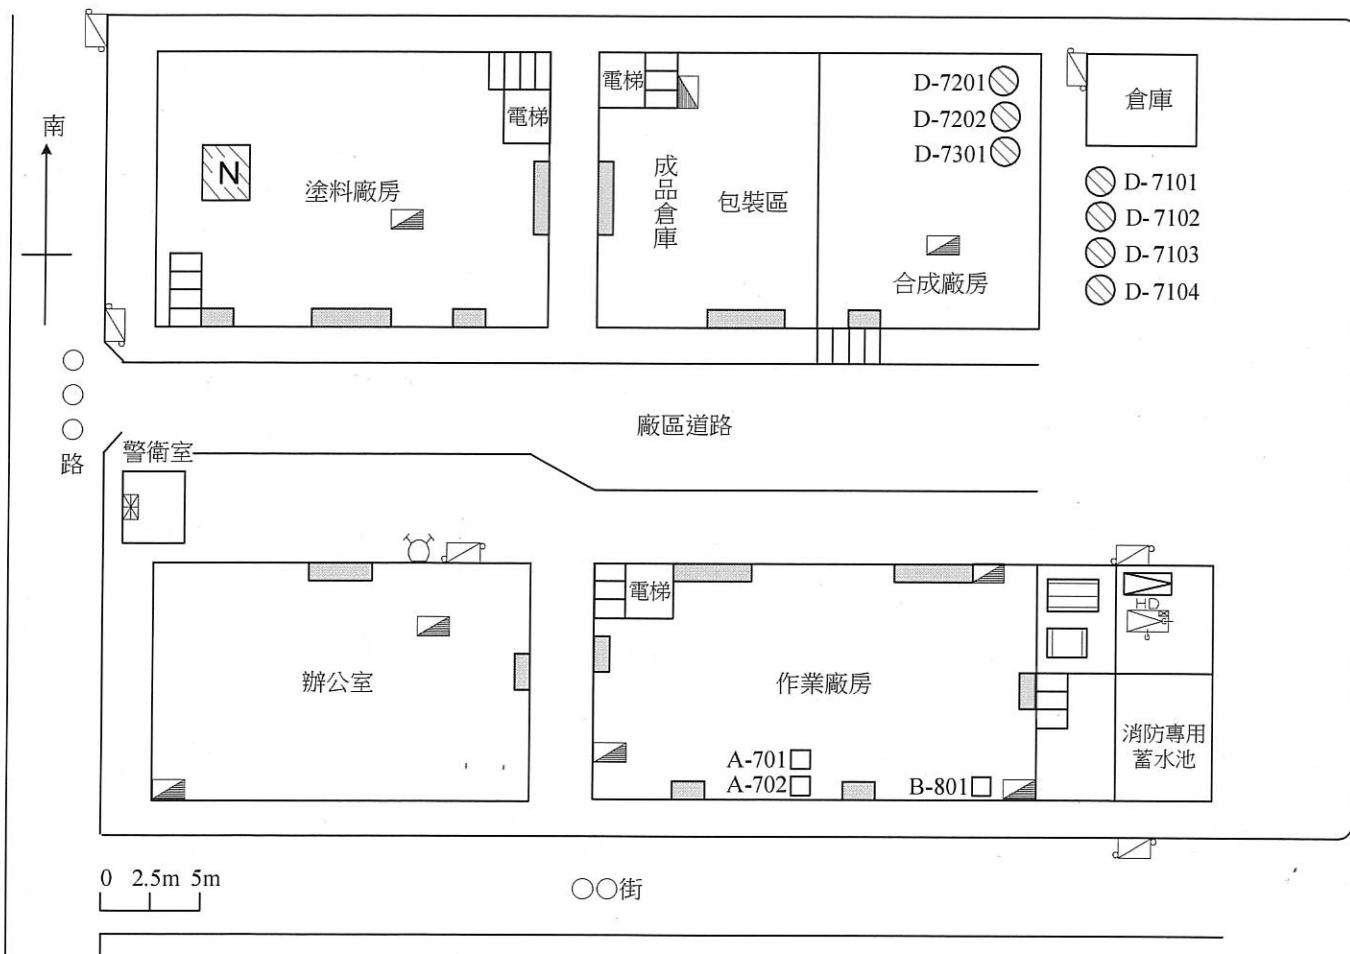 南
電梯
N
塗料廠房
電梯
成品倉庫
包裝區
D-7201
D-7202
D-7301
合成廠房
倉庫
D-7101
D-7102
D-7103
D-7104
○○○路
廠區道路
警衛室
辦公室
電梯
作業廠房
A-701
A-702
B-801
HD
消防專用
蓄水池
0 2.5m 5m
○○街